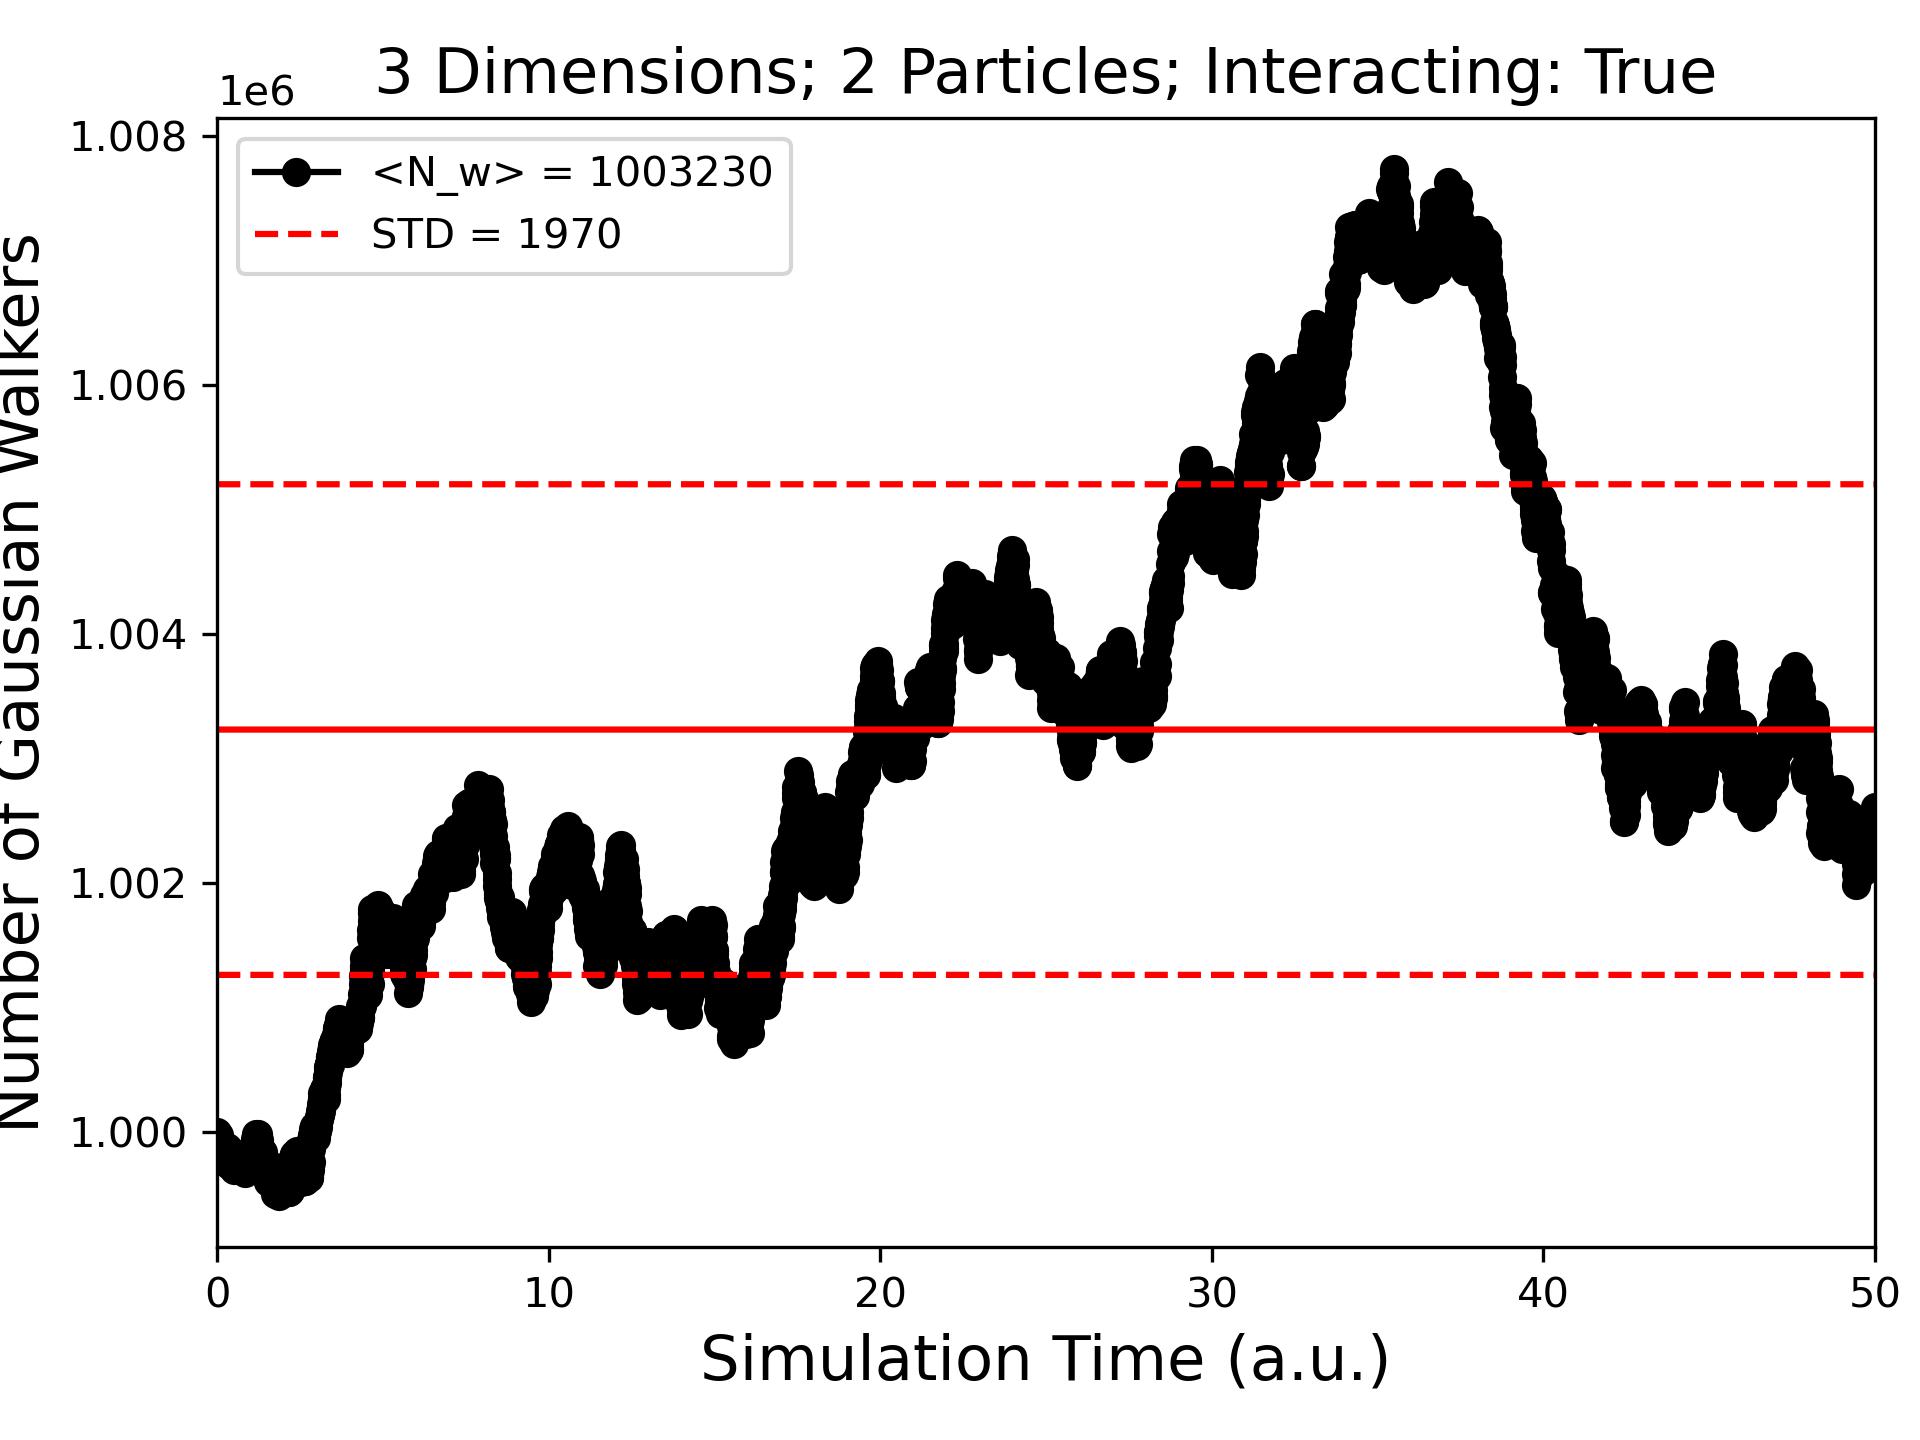 3 Dimensions; 2 Particles; Interacting: True
1e6
<N_w> = 1003230
STD = 1970
Number of Gaussian Walkers
1.008
1.006
1.004
1.002
1.000
0 10 20 30 40 50
Simulation Time (a.u.)